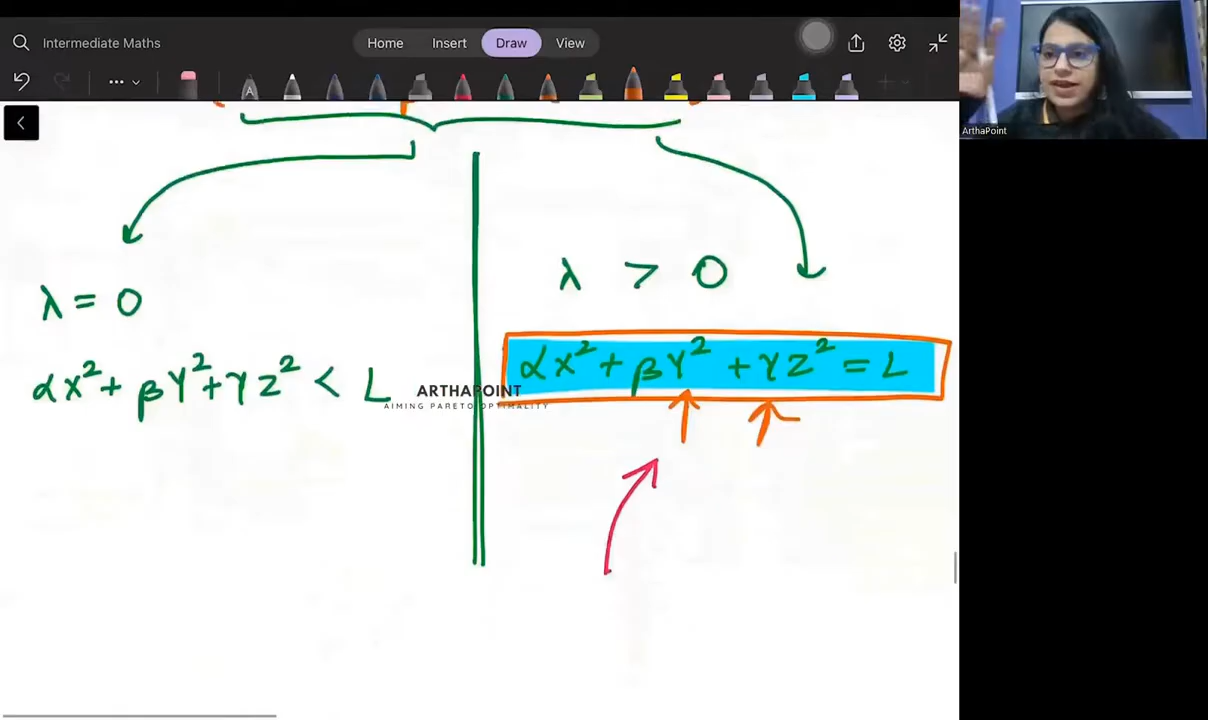 Intermediate Maths
Home Insert Draw View
A
ArthaPoint
λ = 0
αx² + βY² + γz² < L
λ > 0
αx² + βY² + γz² = L
ARTHAPOINT
AIMING PARETO OPTIMALITY